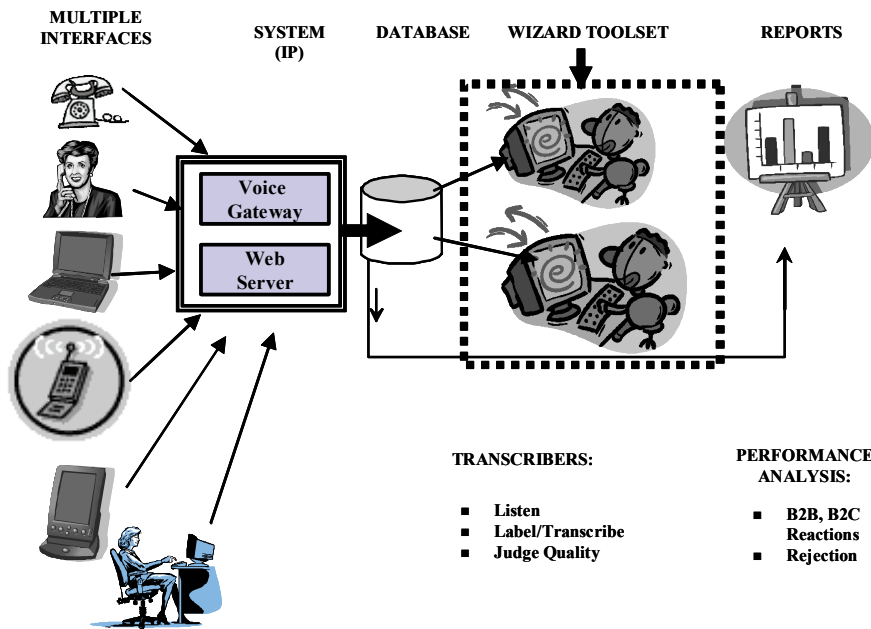 MULTIPLE
INTERFACES
SYSTEM
(IP)
DATABASE
WIZARD TOOLSET
REPORTS
Voice
Gateway
Web
Server
TRANSCRIBERS:
■ Listen
■ Label/Transcribe
■ Judge Quality
PERFORMANCE
ANALYSIS:
■ B2B, B2C
Reactions
■ Rejection